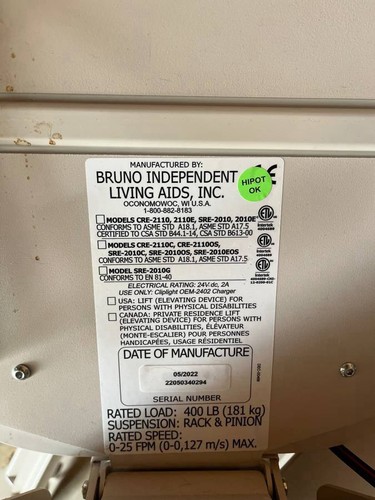 MANUFACTURED BY:
BRUNO INDEPENDENT
LIVING AIDS, INC.
OCONOMOWOC, WI U.S.A.
1-800-882-8183
CE
HIPOT
OK
MODELS CRE-2110, 2110E, SRE-2010, 2010E
CONFORMS TO ASME STD A18.1, ASME STD A17.5
CERTIFIED TO CSA STD B44.1-14, CSA STD B613-00
MODELS CRE-2110C, CRE-2110OS,
SRE-2010C, SRE-2010OS, SRE-2010EOS
CONFORMS TO ASME STD A18.1, ASME STD A17.5
MODEL SRE-2010G
CONFORMS TO EN 81-40
ELECTRICAL RATING: 24V.dc, 2A
USE ONLY: Cliplight OEM-2402 Charger
USA: LIFT (ELEVATING DEVICE) FOR
PERSONS WITH PHYSICAL DISABILITIES
CANADA: PRIVATE RESIDENCE LIFT
(ELEVATING DEVICE) FOR PERSONS WITH
PHYSICAL DISABILITIES, ÉLÉVATEUR
(MONTE-ESCALIER) POUR PERSONNES
HANDICAPÉES, USAGE RÉSIDENTIEL
DATE OF MANUFACTURE
05/2022
22050340294
SERIAL NUMBER
RATED LOAD: 400 LB (181 kg)
SUSPENSION: RACK & PINION
RATED SPEED:
0-25 FPM (0-0,127 m/s) MAX.